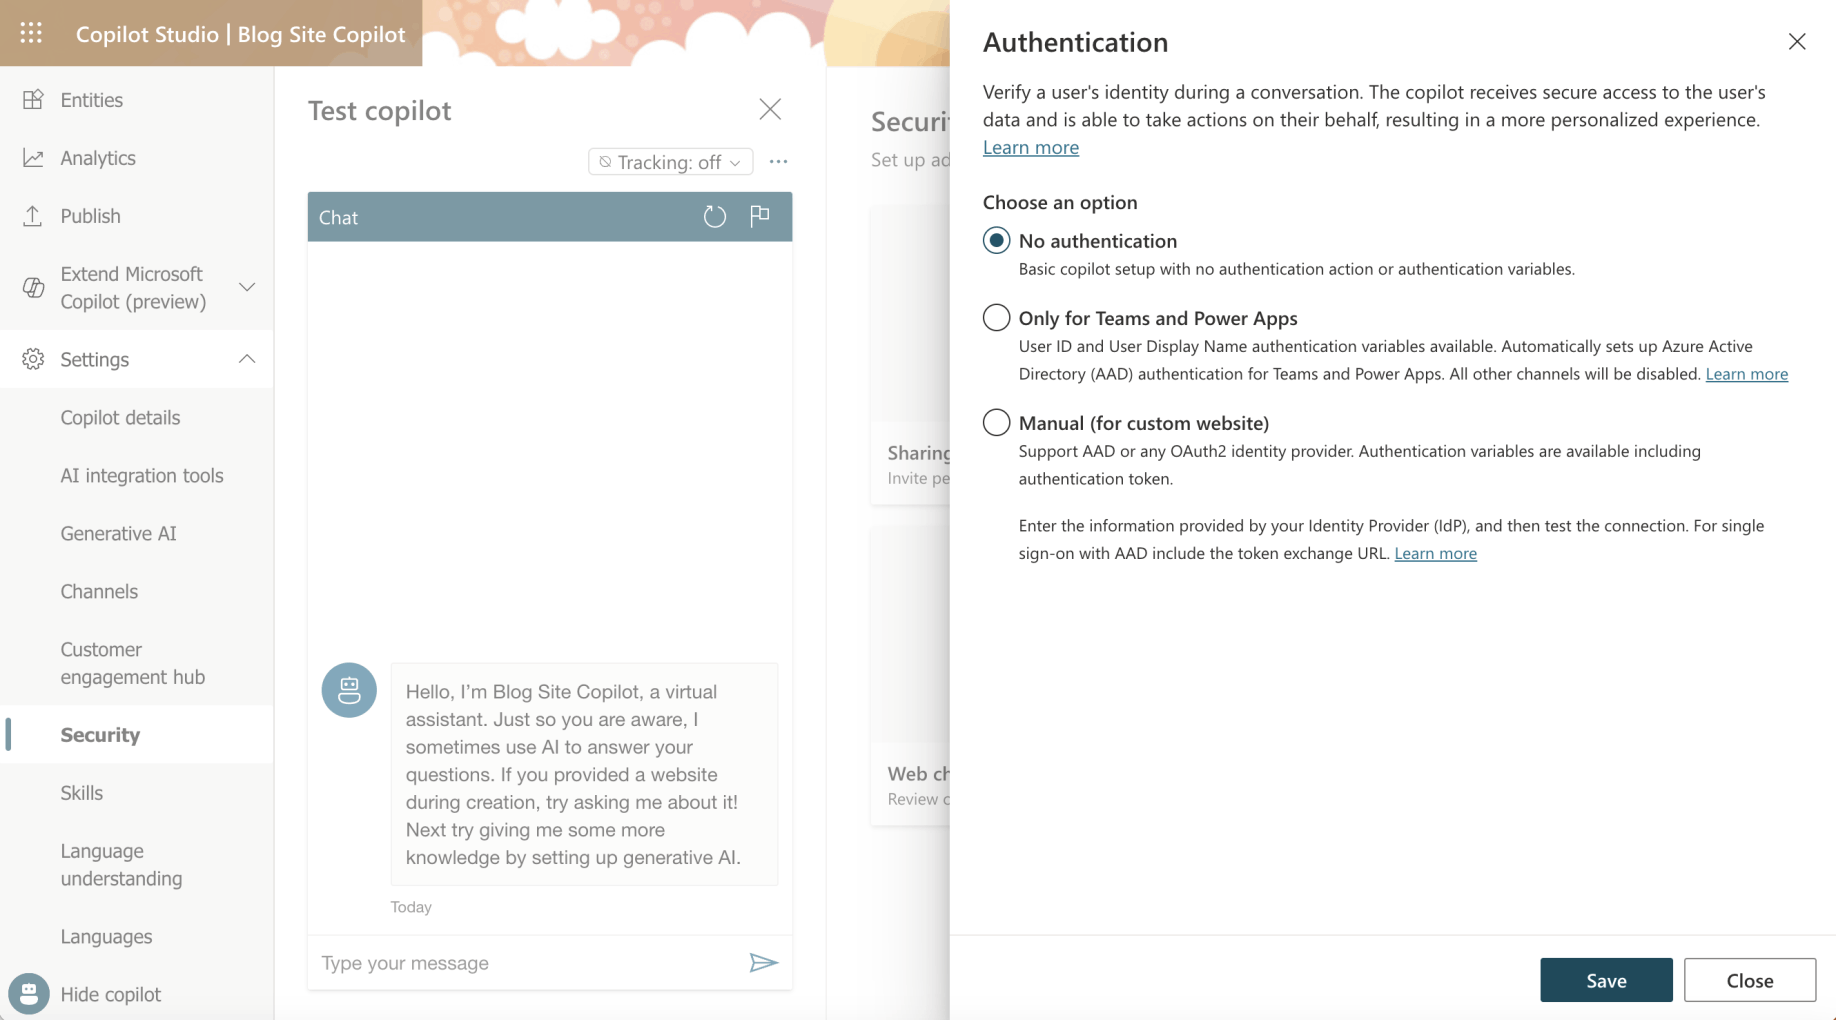 Copilot Studio | Blog Site Copilot
Entities
Analytics
Publish
Extend Microsoft
Copilot (preview)
Settings
Copilot details
AI integration tools
Generative AI
Channels
Customer
engagement hub
Security
Skills
Language
understanding
Languages
Hide copilot
Test copilot
Tracking: off
Chat
Hello, I'm Blog Site Copilot, a virtual
assistant. Just so you are aware, I
sometimes use AI to answer your
questions. If you provided a website
during creation, try asking me about it!
Next try giving me some more
knowledge by setting up generative AI.
Today
Type your message
Set up
Sharing
Invite
Web
Review
Authentication
Verify a user's identity during a conversation. The copilot receives secure access to the user's
data and is able to take actions on their behalf, resulting in a more personalized experience.
Learn more
Choose an option
No authentication
Basic copilot setup with no authentication action or authentication variables.
Only for Teams and Power Apps
User ID and User Display Name authentication variables available. Automatically sets up Azure Active
Directory (AAD) authentication for Teams and Power Apps. All other channels will be disabled. Learn more
Manual (for custom website)
Support AAD or any OAuth2 identity provider. Authentication variables are available including
authentication token.
Enter the information provided by your Identity Provider (IdP), and then test the connection. For single
sign-on with AAD include the token exchange URL. Learn more
Save
Close